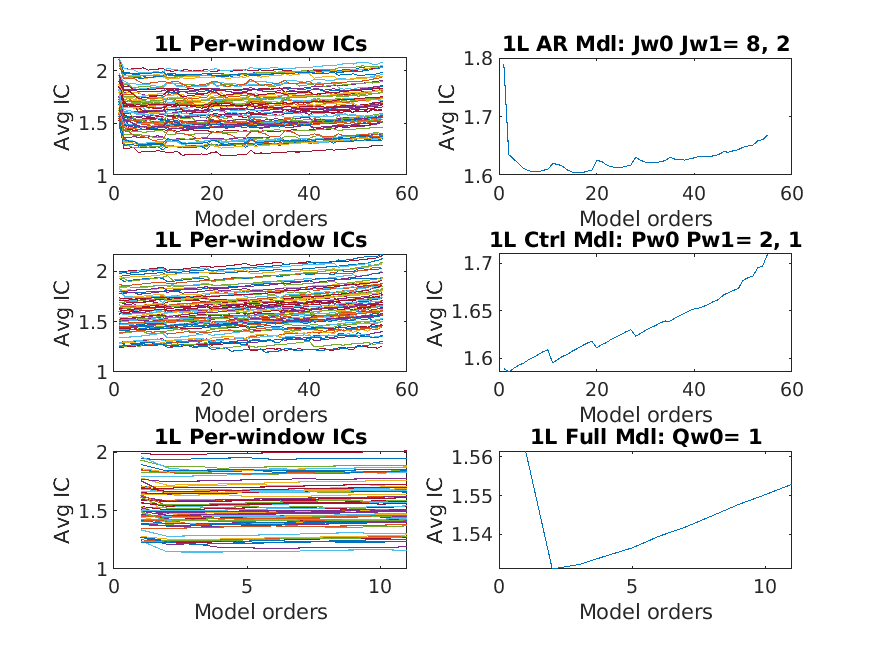 1L Per-window ICs
1L AR Mdl: Jw0 Jw1= 8, 2
2
1.5
1
Avg IC
0 20 40 60
Model orders
1.8
1.7
1.6
Avg IC
0 20 40 60
Model orders
1L Per-window ICs
1L Ctrl Mdl: Pw0 Pw1= 2, 1
2
1.5
1
Avg IC
0 20 40 60
Model orders
1.7
1.65
1.6
Avg IC
0 20 40 60
Model orders
1L Per-window ICs
1L Full Mdl: Qw0= 1
2
1.5
1
Avg IC
0 5 10
Model orders
1.56
1.55
1.54
Avg IC
0 5 10
Model orders